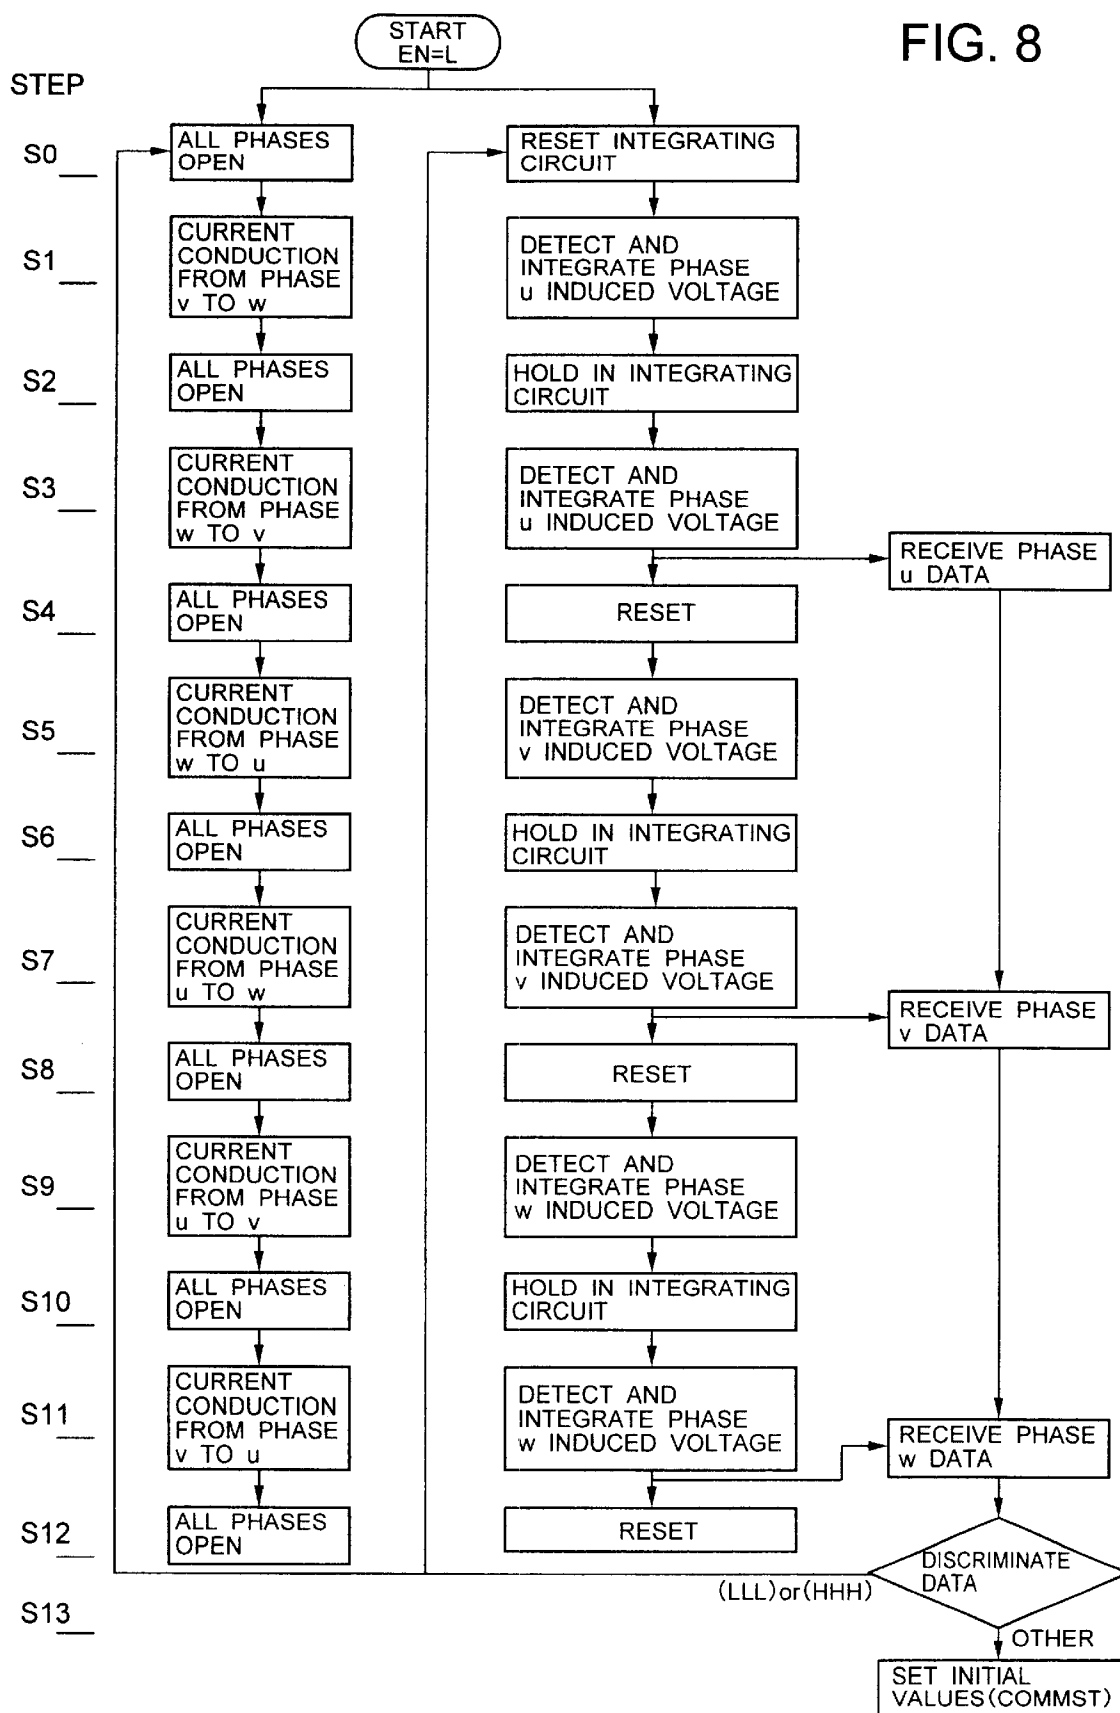 FIG. 8
START
EN=L
STEP
S0
ALL PHASES
OPEN
RESET INTEGRATING
CIRCUIT
S1
CURRENT
CONDUCTION
FROM PHASE
v TO w
DETECT AND
INTEGRATE PHASE
u INDUCED VOLTAGE
S2
ALL PHASES
OPEN
HOLD IN INTEGRATING
CIRCUIT
S3
CURRENT
CONDUCTION
FROM PHASE
w TO v
DETECT AND
INTEGRATE PHASE
u INDUCED VOLTAGE
RECEIVE PHASE
u DATA
S4
ALL PHASES
OPEN
RESET
S5
CURRENT
CONDUCTION
FROM PHASE
w TO u
DETECT AND
INTEGRATE PHASE
v INDUCED VOLTAGE
S6
ALL PHASES
OPEN
HOLD IN INTEGRATING
CIRCUIT
S7
CURRENT
CONDUCTION
FROM PHASE
u TO w
DETECT AND
INTEGRATE PHASE
v INDUCED VOLTAGE
RECEIVE PHASE
v DATA
S8
ALL PHASES
OPEN
RESET
S9
CURRENT
CONDUCTION
FROM PHASE
u TO v
DETECT AND
INTEGRATE PHASE
w INDUCED VOLTAGE
S10
ALL PHASES
OPEN
HOLD IN INTEGRATING
CIRCUIT
S11
CURRENT
CONDUCTION
FROM PHASE
v TO u
DETECT AND
INTEGRATE PHASE
w INDUCED VOLTAGE
RECEIVE PHASE
w DATA
S12
ALL PHASES
OPEN
RESET
DISCRIMINATE
DATA
(LLL)or(HHH)
S13
OTHER
SET INITIAL
VALUES(COMMST)